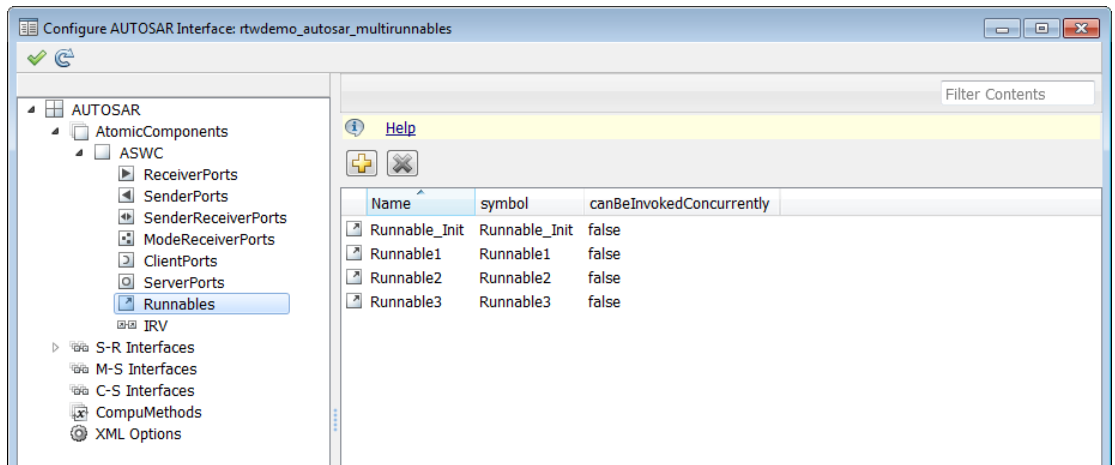 Configure AUTOSAR Interface: rtwdemo_autosar_multirunnables
Filter Contents
AUTOSAR
AtomicComponents
ASWC
ReceiverPorts
SenderPorts
SenderReceiverPorts
ModeReceiverPorts
ClientPorts
ServerPorts
Runnables
IRV
S-R Interfaces
M-S Interfaces
C-S Interfaces
CompuMethods
XML Options
Help
Name symbol canBeInvokedConcurrently
Runnable_Init Runnable_Init false
Runnable1 Runnable1 false
Runnable2 Runnable2 false
Runnable3 Runnable3 false